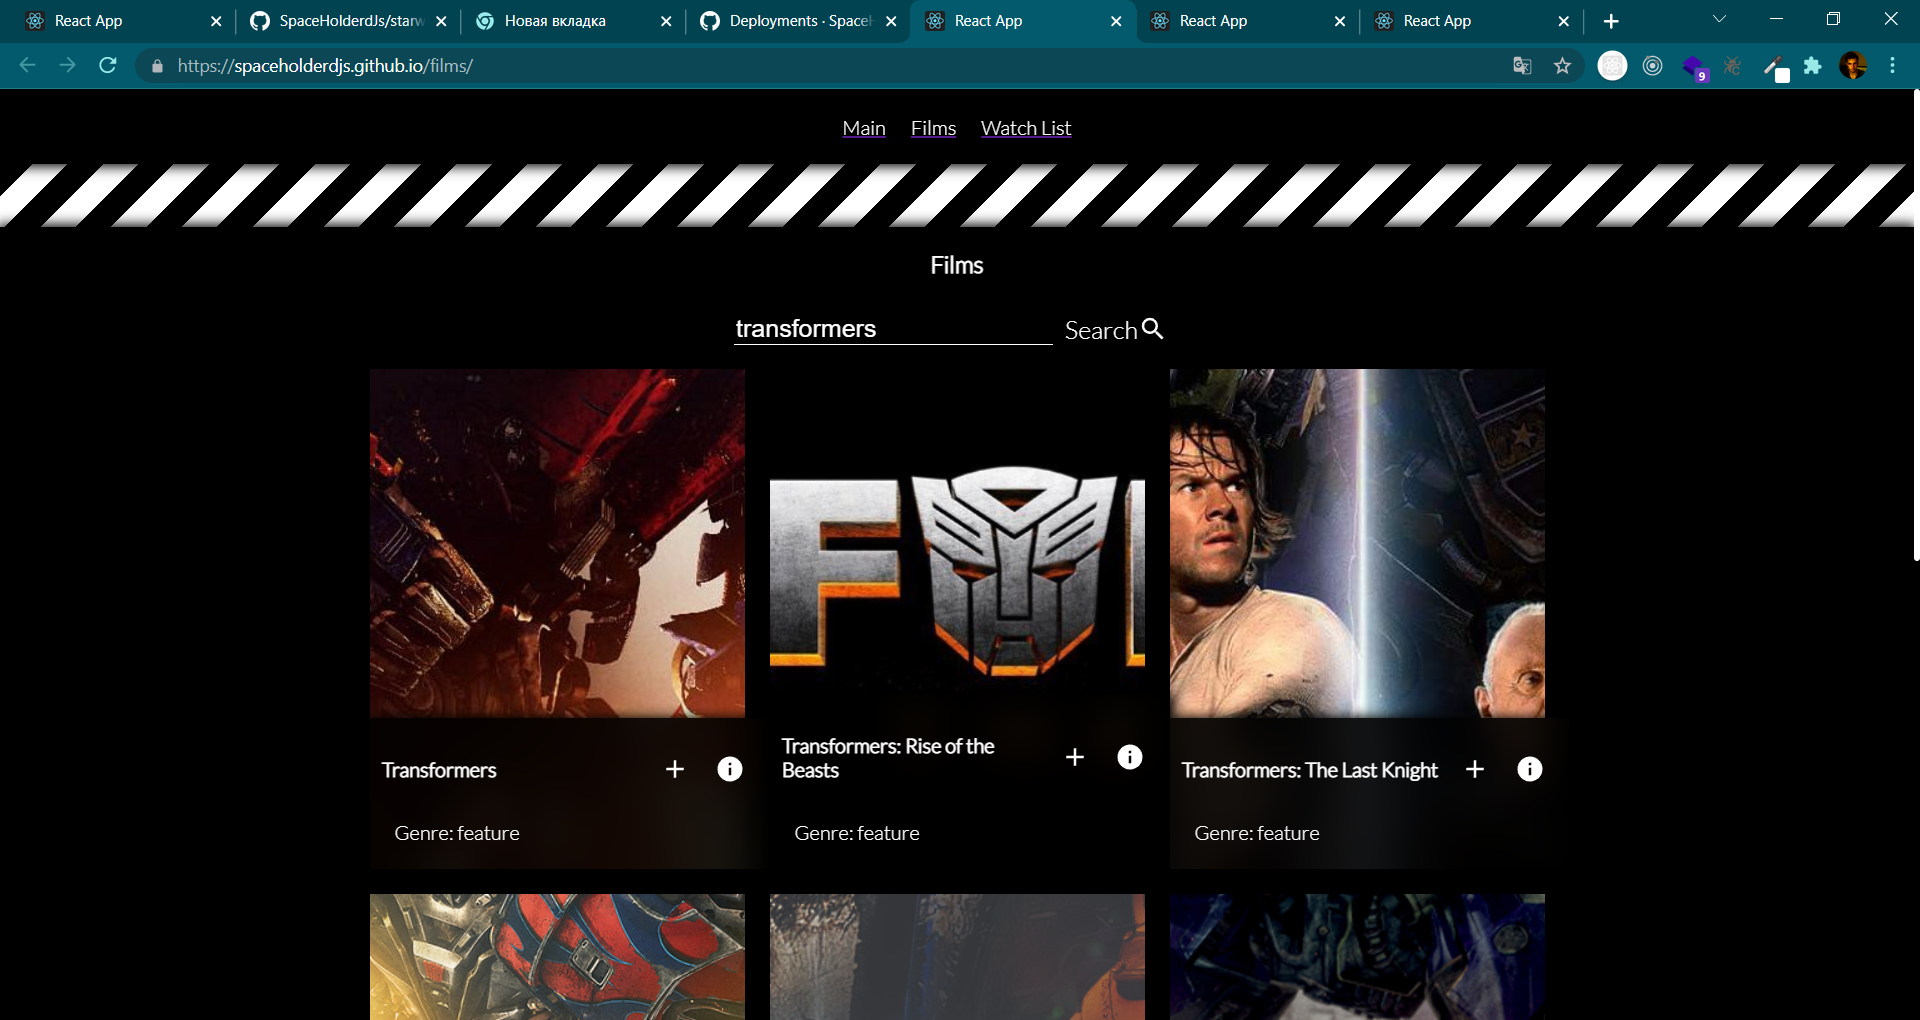 React App
SpaceHolderdJs/starw
Новая вкладка
Deployments · SpaceH
React App
React App
React App
https://spaceholderdjs.github.io/films/
9
Main Films Watch List
Films
transformers Search
F
Transformers
Transformers: Rise of the
Beasts
Transformers: The Last Knight
Genre: feature
Genre: feature
Genre: feature